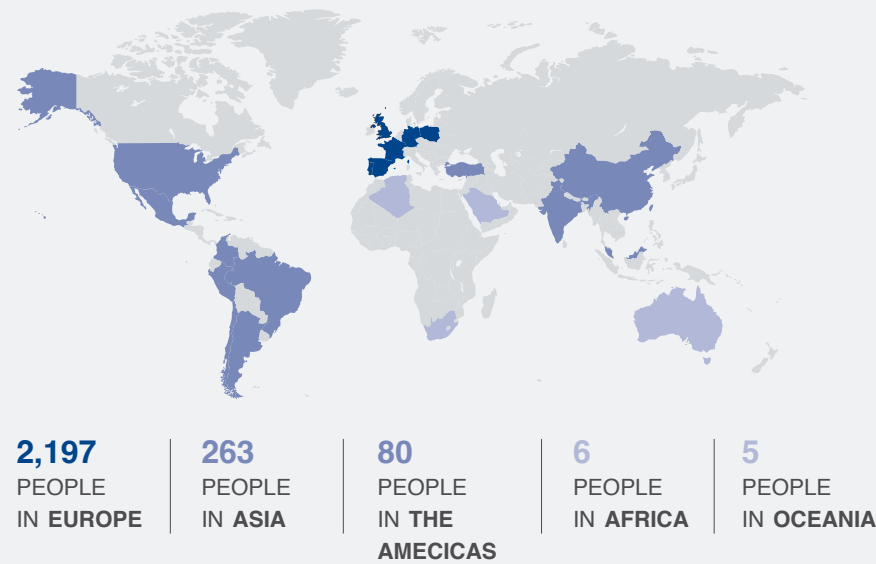 2,197
PEOPLE
IN EUROPE
263
PEOPLE
IN ASIA
80
PEOPLE
IN THE
AMECICAS
6
PEOPLE
IN AFRICA
5
PEOPLE
IN OCEANIA